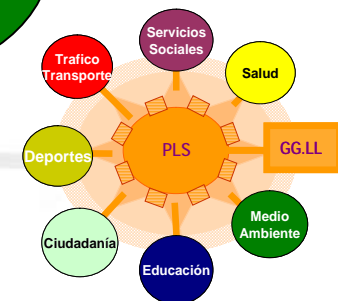 Servicios
Sociales
Trafico
Transporte
Salud
Deportes
PLS
GG.LL
Ciudadanía
Medio
Ambiente
Educación